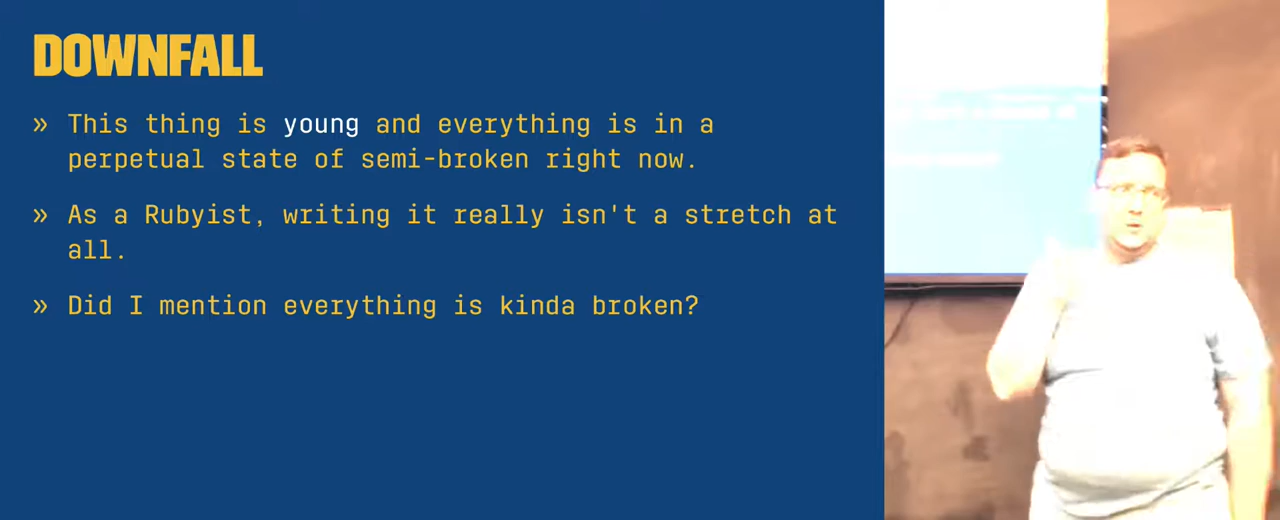 DOWNFALL
» This thing is young and everything is in a
perpetual state of semi-broken right now.
» As a Rubyist, writing it really isn't a stretch at
all.
» Did I mention everything is kinda broken?